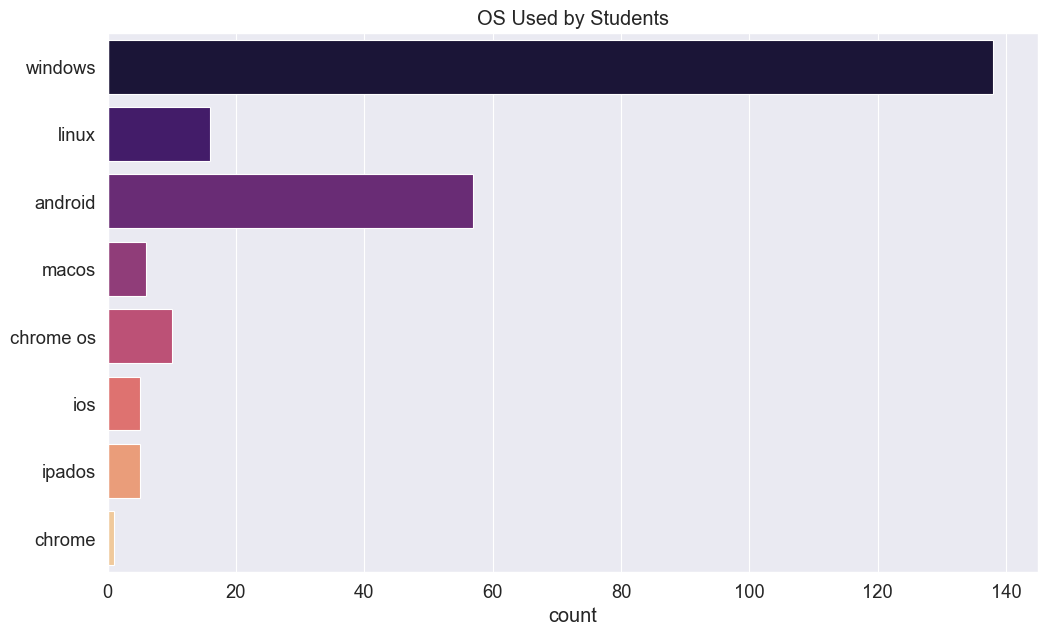 OS Used by Students
windows
linux
android
macos
chrome os
ios
ipados
chrome
0 20 40 60 80 100 120 140
count